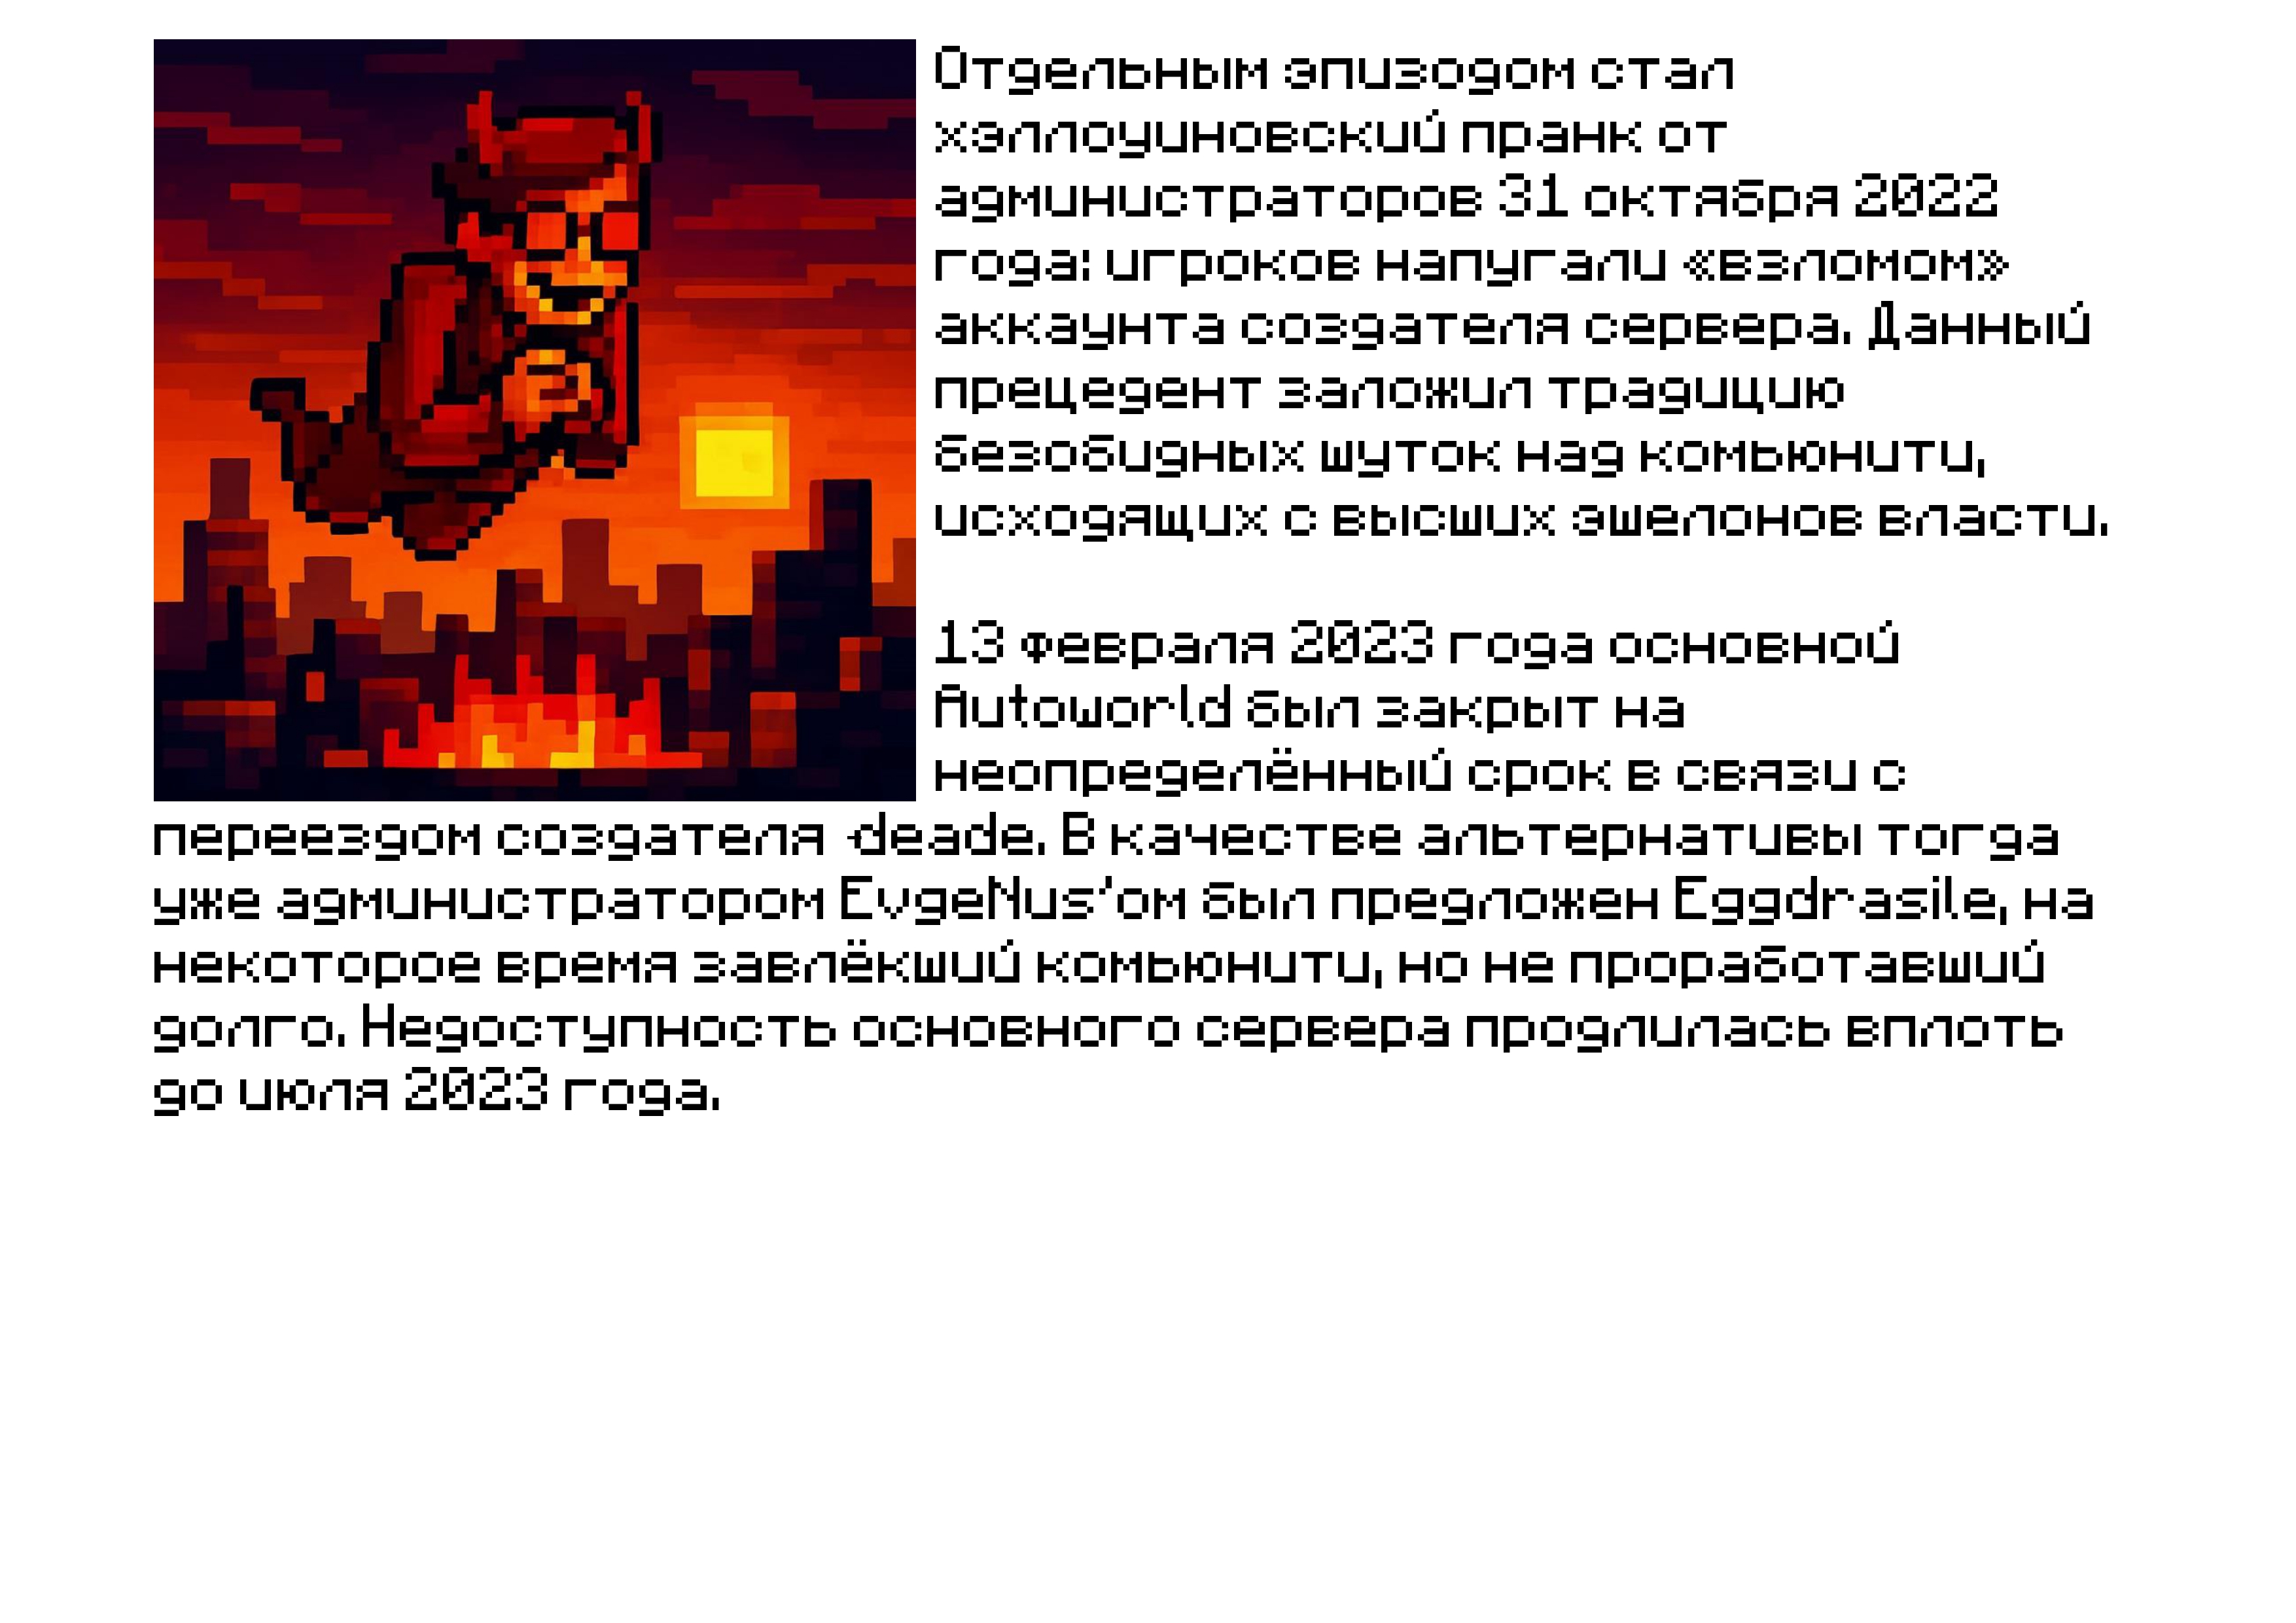 Отдельным эпизодом стал
хэллоуиновский пранк от
администраторов 31 октября 2022
года: игроков напугали «взломом»
аккаунта создателя сервера. Данный
прецедент заложил традицию
безобидных шуток над комьюнити,
исходящих с высших эшелонов власти.
13 февраля 2023 года основной
Autoworld был закрыт на
неопределённый срок в связи с
переездом создателя -deade. В качестве альтернативы тогда
уже администратором EvgeNus'ом был предложен Eggdrasile, на
некоторое время завлёкший комьюнити, но не проработавший
долго. Недоступность основного сервера продлилась вплоть
до июля 2023 года.